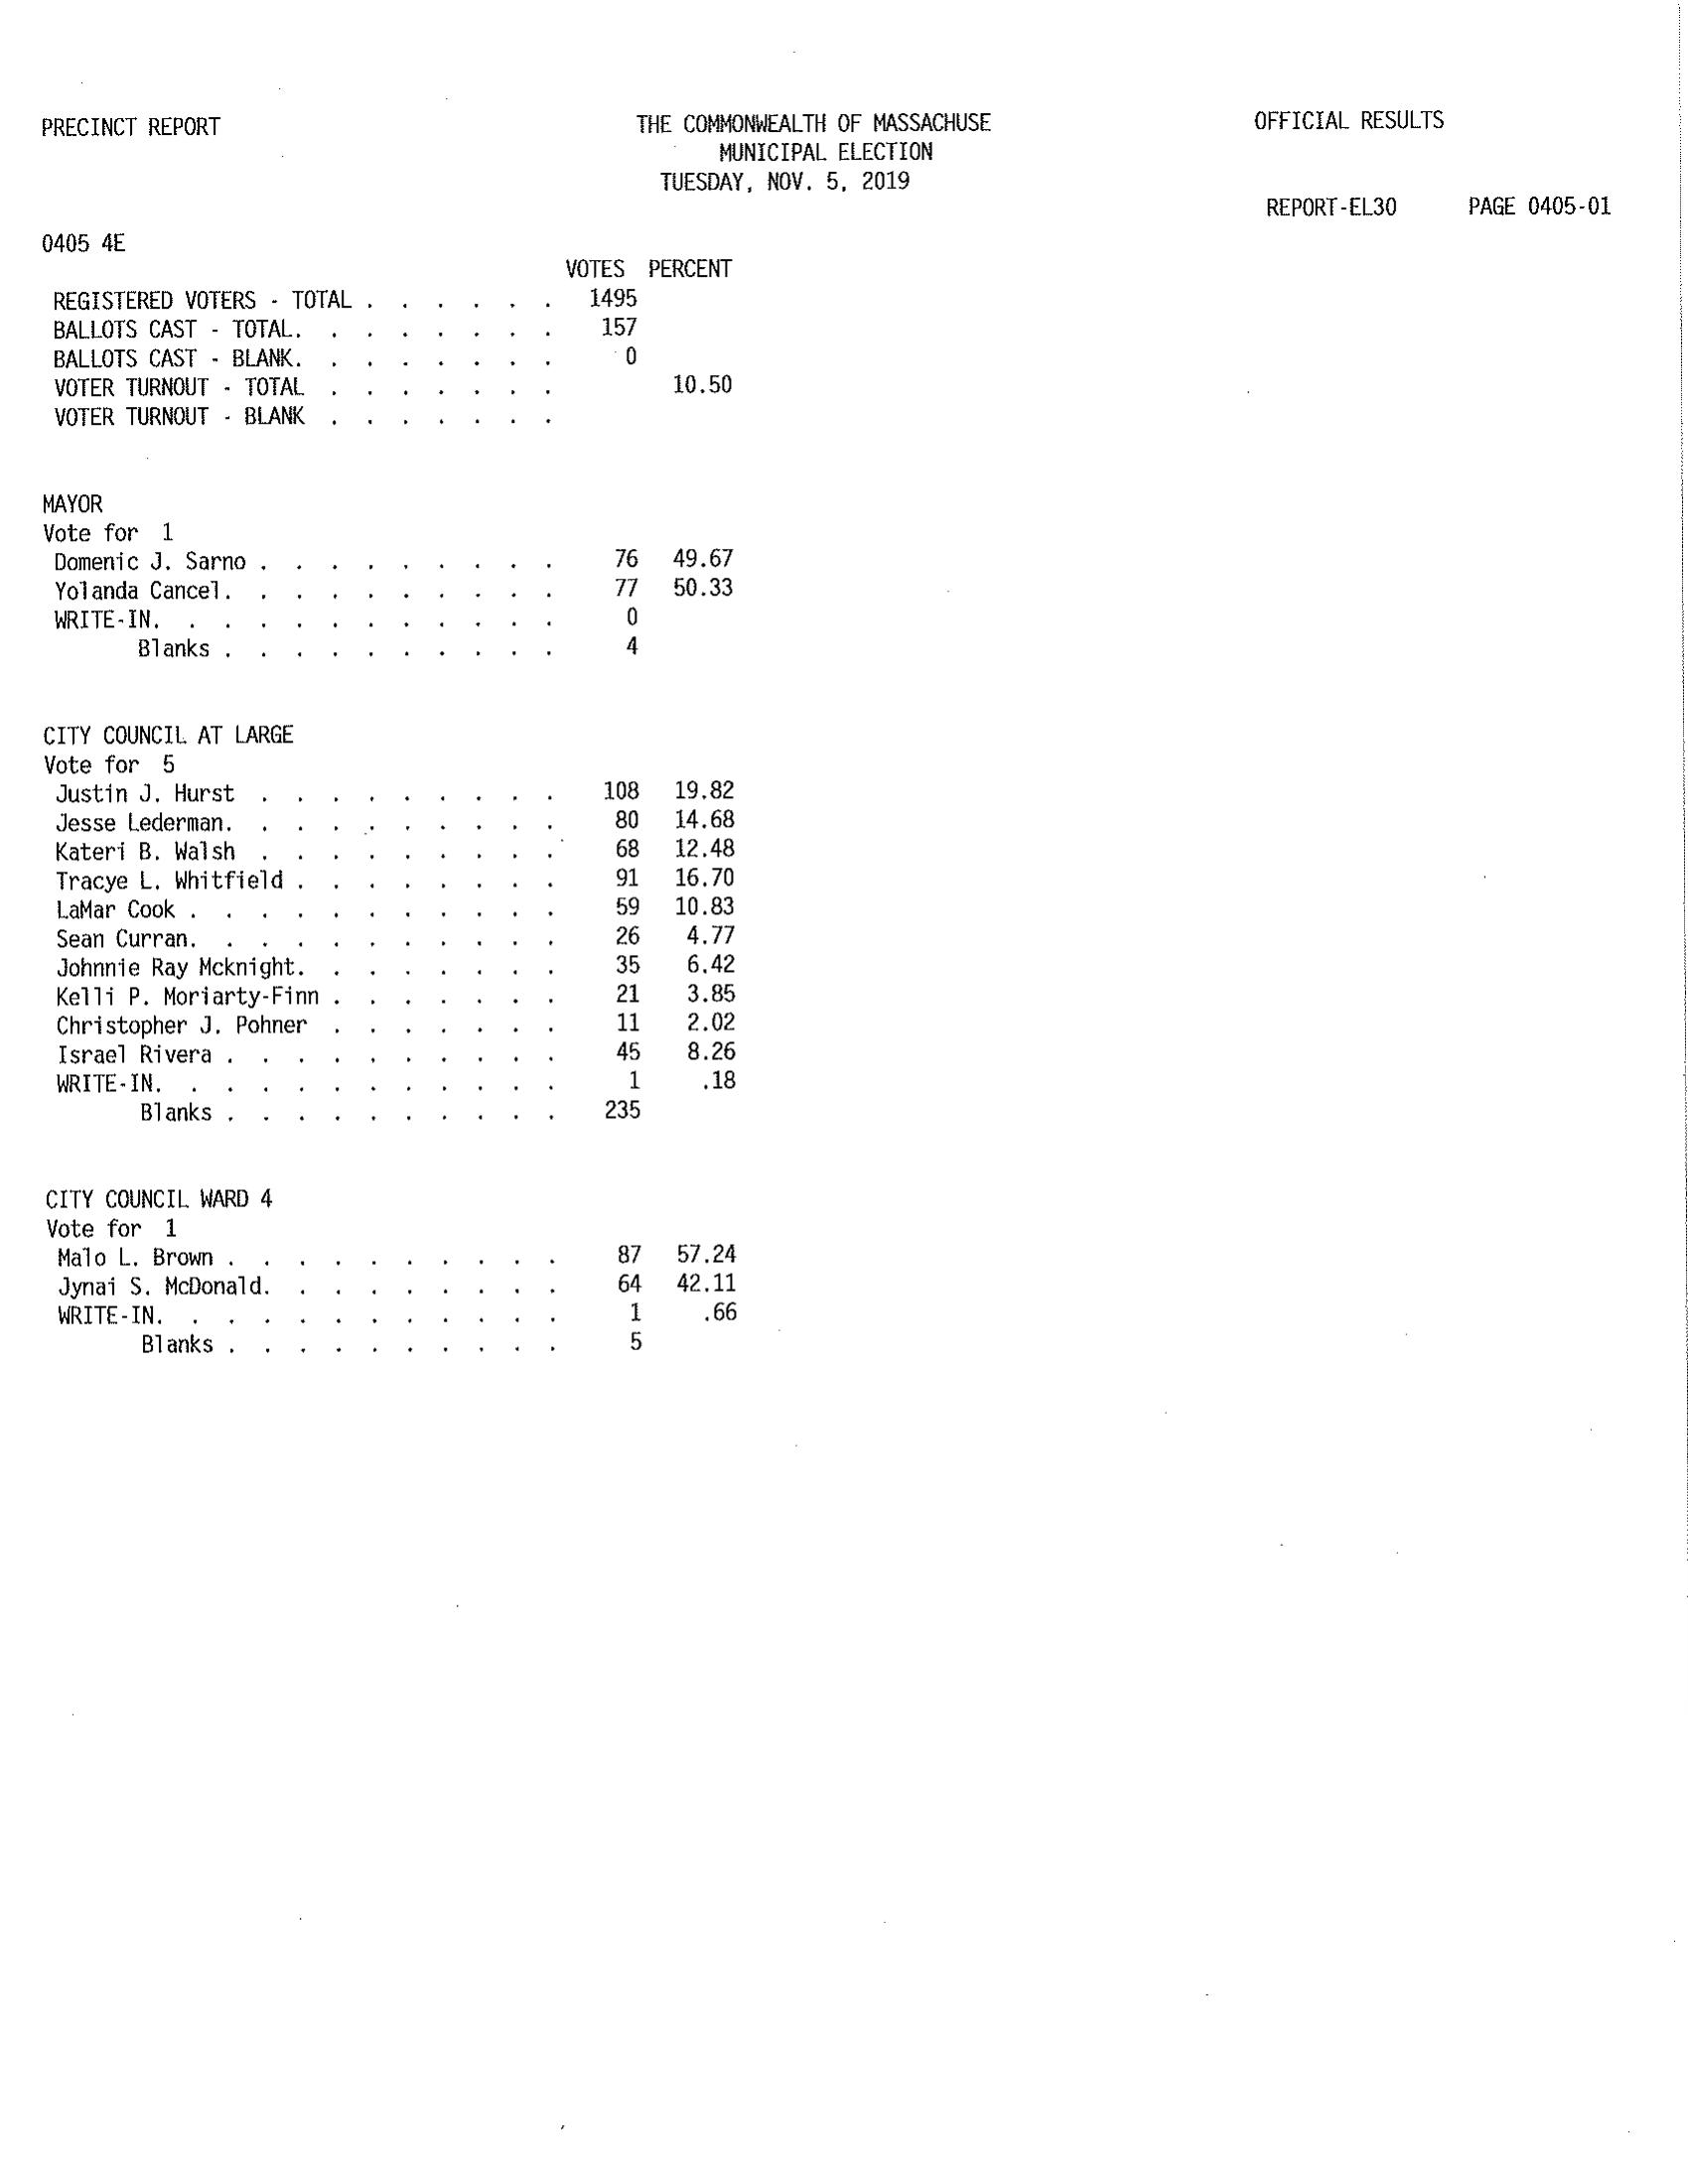 PRECINCT REPORT THE COMMONWEALTH OF MASSACHUSE OFFICIAL RESULTS
MUNICIPAL ELECTION
TUESDAY, NOV. 5, 2019
REPORT-EL30 PAGE 0405-01
0405 4E
VOTES PERCENT
REGISTERED VOTERS - TOTAL . . . . . . 1495
BALLOTS CAST - TOTAL. . . . . . . . 157
BALLOTS CAST - BLANK. . . . . . . . 0
VOTER TURNOUT - TOTAL . . . . . . . 10.50
VOTER TURNOUT - BLANK . . . . . . .
MAYOR
Vote for 1
Domenic J. Sarno . . . . . . . . . 76 49.67
Yolanda Cancel. . . . . . . . . . 77 50.33
WRITE-IN. . . . . . . . . . . . 0
Blanks . . . . . . . . . . 4
CITY COUNCIL AT LARGE
Vote for 5
Justin J. Hurst . . . . . . . . . 108 19.82
Jesse Lederman. . . . . . . . . . 80 14.68
Kateri B. Walsh . . . . . . . . . 68 12.48
Tracye L. Whitfield . . . . . . . . 91 16.70
LaMar Cook . . . . . . . . . . . 59 10.83
Sean Curran. . . . . . . . . . . 26 4.77
Johnnie Ray Mcknight. . . . . . . . 35 6.42
Kelli P. Moriarty-Finn . . . . . . . 21 3.85
Christopher J. Pohner . . . . . . . 11 2.02
Israel Rivera . . . . . . . . . . 45 8.26
WRITE-IN. . . . . . . . . . . . 1 .18
Blanks . . . . . . . . . . 235
CITY COUNCIL WARD 4
Vote for 1
Malo L. Brown . . . . . . . . . . 87 57.24
Jynai S. McDonald. . . . . . . . . 64 42.11
WRITE-IN. . . . . . . . . . . . 1 .66
Blanks . . . . . . . . . . 5